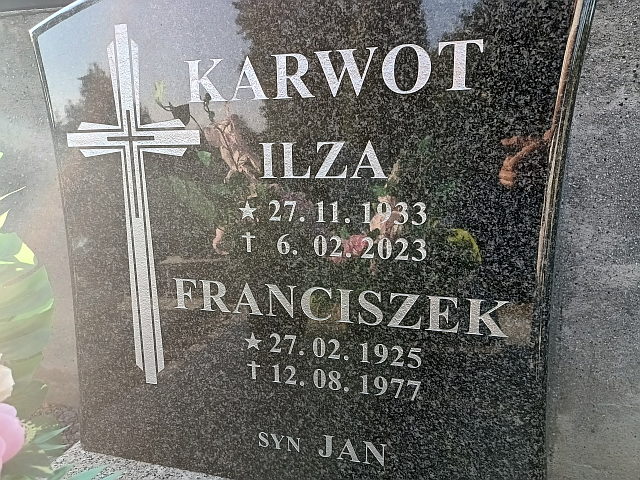 KARWOT
ILZA
★ 27. 11. 1933
† 6. 02. 2023
FRANCISZEK
★ 27. 02. 1925
† 12. 08. 1977
SYN JAN